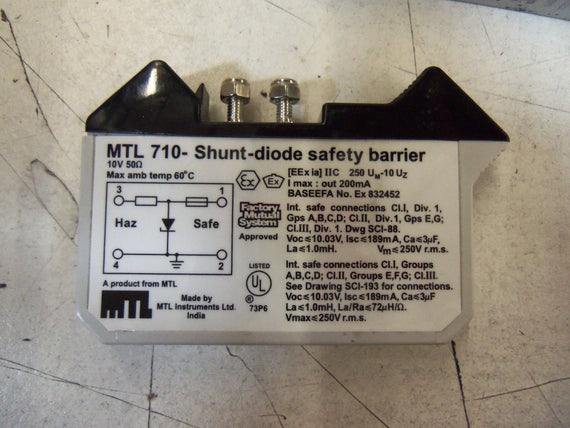 MTL 710- Shunt-diode safety barrier
10V 50Ω
Max amb temp 60°C
3
1
Haz
Safe
4
2
A product from MTL
MTL
Made by
MTL Instruments Ltd.
India
Ex
Ex
[EEx ia] IIC 250 UM-10 UZ
I max : out 200mA
BASEEFA No. Ex 832452
Factory
Mutual
System
Approved
Int. safe connections Cl.I, Div. 1,
Gps A,B,C,D; Cl.II, Div. 1, Gps E,G;
Cl.III, Div. 1. Dwg SCI-88.
Voc≤10.03V, Isc≤189mA, Ca≤3µF,
La≤1.0mH. Vm≤250V r.m.s.
LISTED
UL
73P6
Int. safe connections Cl.I, Groups
A,B,C,D; Cl.II, Groups E,F,G; Cl.III.
See Drawing SCI-193 for connections.
Voc≤10.03V, Isc≤189mA, Ca≤3µF
La≤1.0mH, La/Ra≤72µH/Ω.
Vmax≤250V r.m.s.